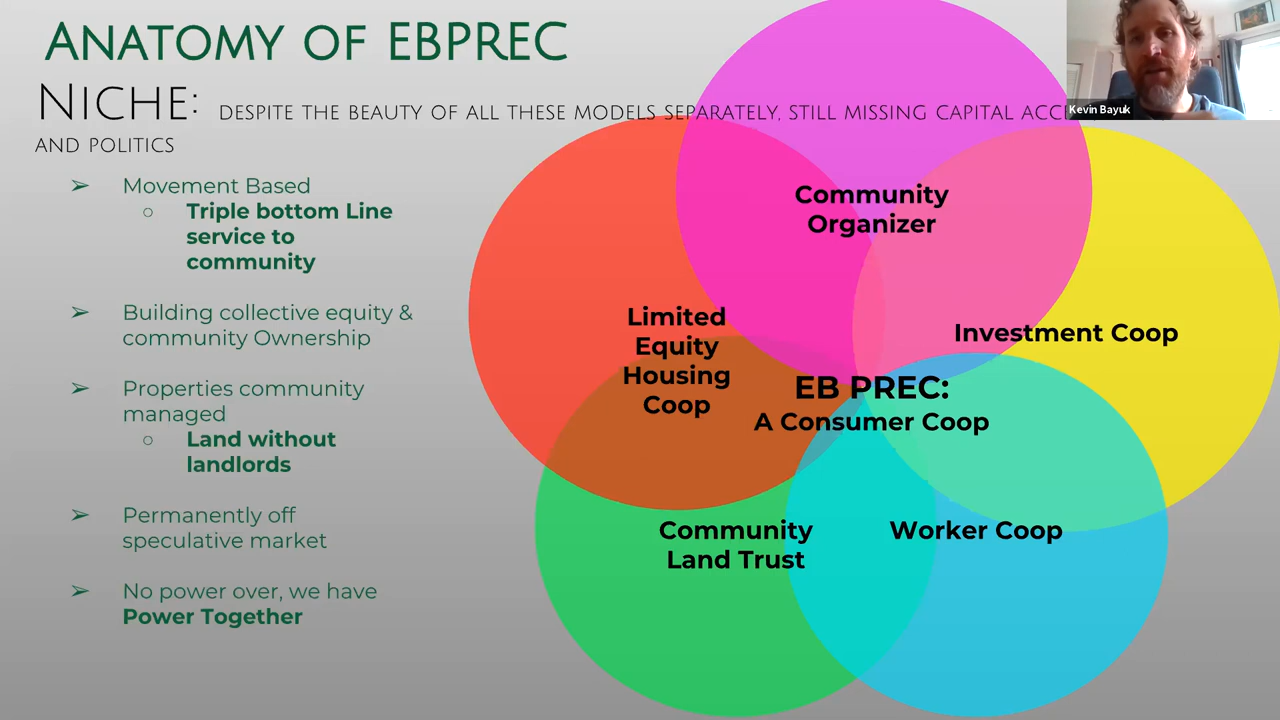 Anatomy of EBPREC
Niche: despite the beauty of all these models separately, still missing capital
and politics
Kevin Bayuk
➢ Movement Based
○ Triple bottom Line
service to
community
➢ Building collective equity &
community Ownership
➢ Properties community
managed
○ Land without
landlords
➢ Permanently off
speculative market
➢ No power over, we have
Power Together
Community
Organizer
Limited
Equity
Housing
Coop
Investment Coop
EB PREC:
A Consumer Coop
Community
Land Trust
Worker Coop